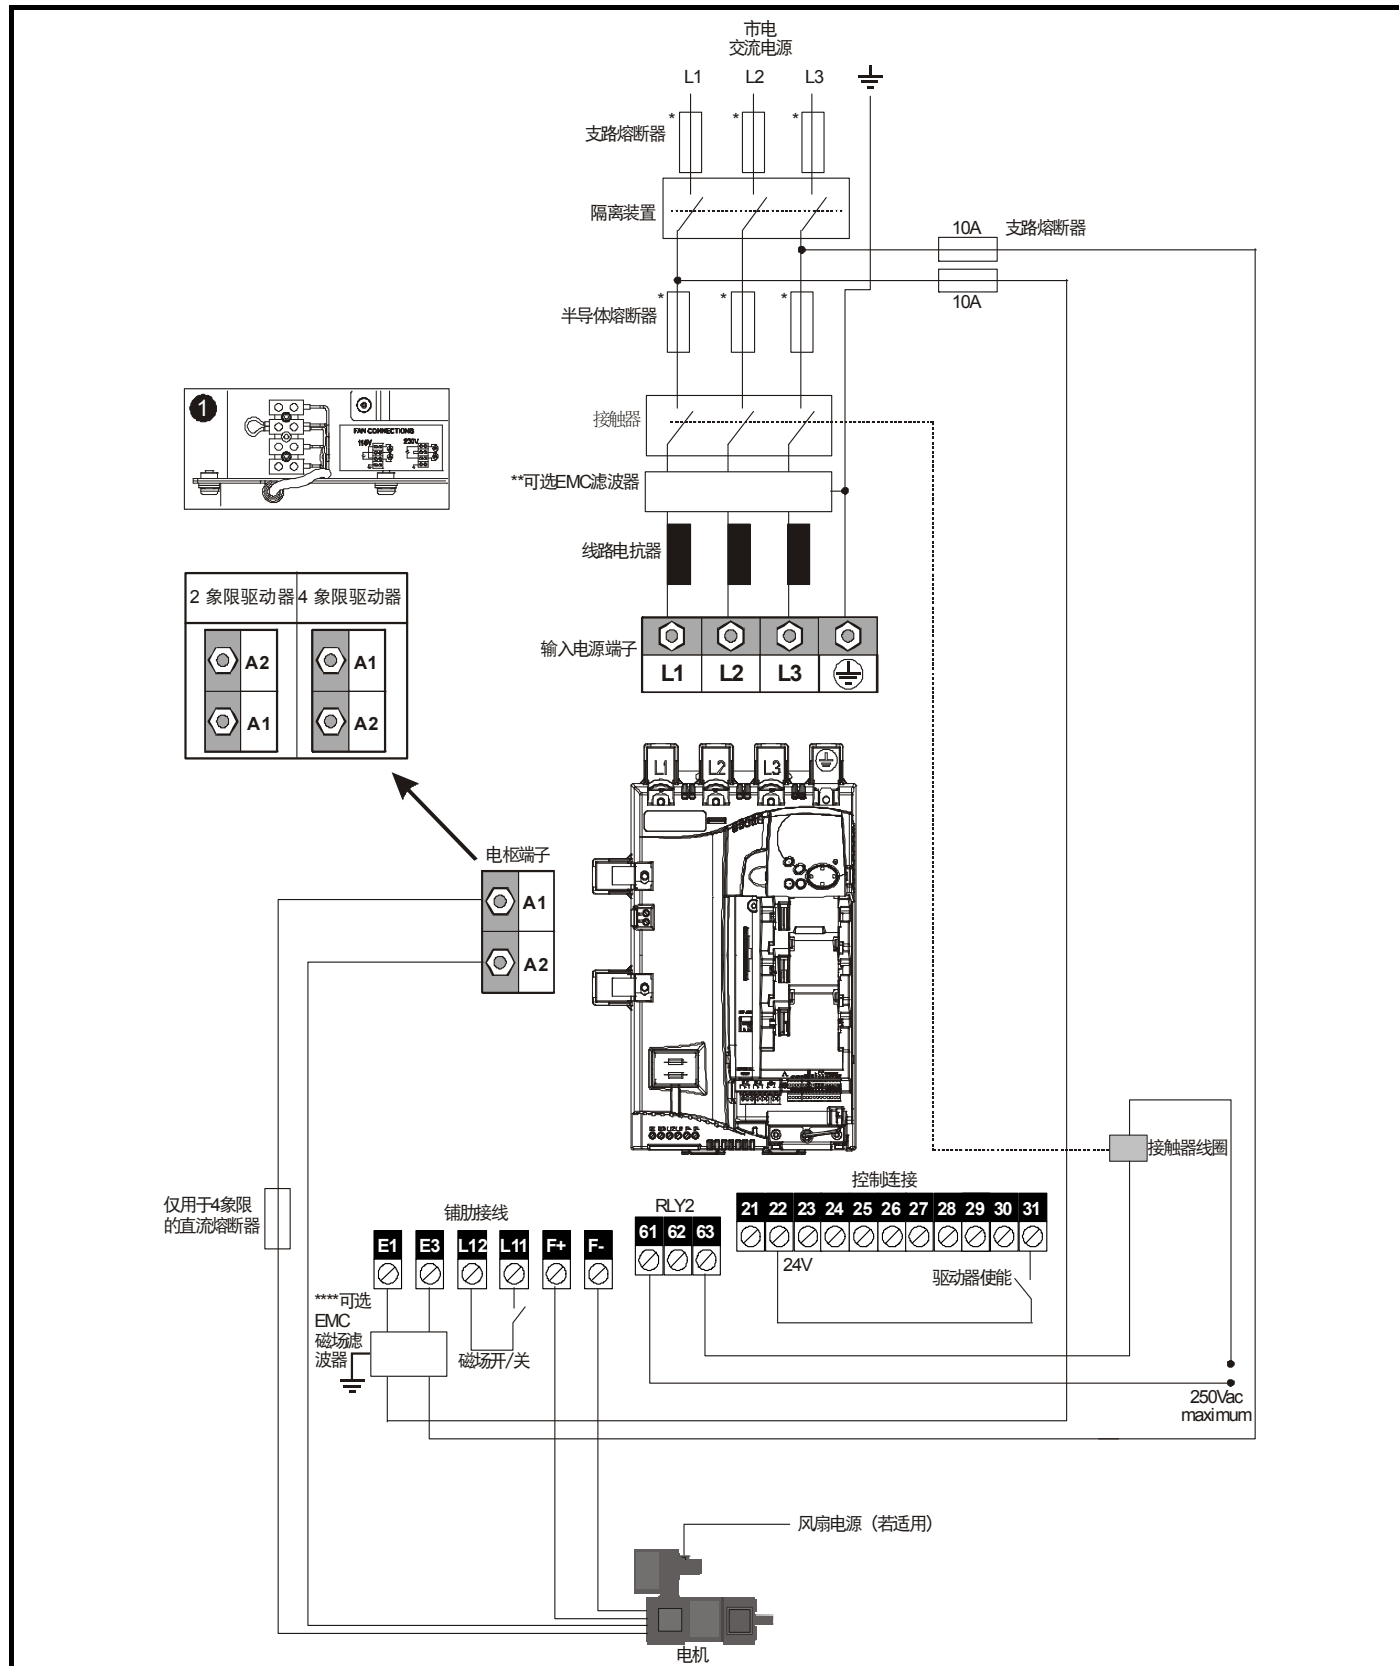 市电
交流电源
L1 L2 L3
* * *
支路熔断器
隔离装置
10A 支路熔断器
10A
* * *
半导体熔断器
1
FAN CONNECTIONS
115V 230V
接触器
**可选EMC滤波器
线路电抗器
2 象限驱动器 4 象限驱动器
A2 A1
A1 A2
输入电源端子
L1 L2 L3
L1 L2 L3
电枢端子
A1
A2
接触器线圈
控制连接
仅用于4象限
的直流熔断器
辅助接线
RLY2
21 22 23 24 25 26 27 28 29 30 31
61 62 63
E1 E3 L12 L11 F+ F-
24V
驱动器使能
****可选
EMC
磁场滤
波器
磁场开/关
250Vac
maximum
风扇电源（若适用）
电机